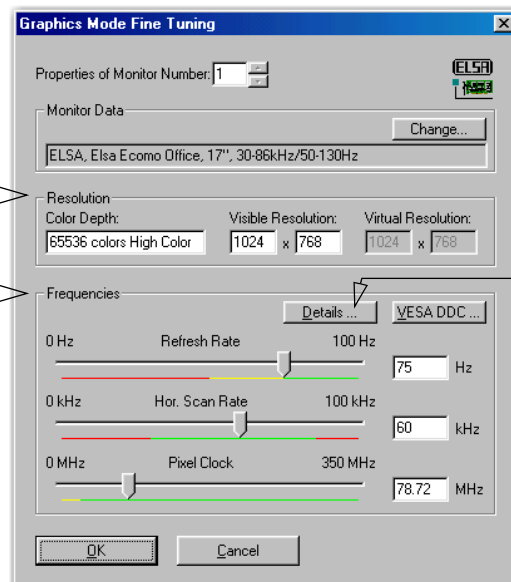 Graphics Mode Fine Tuning
Properties of Monitor Number: 1
ELSA
Monitor Data
Change...
ELSA, Elsa Ecomo Office, 17", 30-86kHz/50-130Hz
Resolution
Color Depth: Visible Resolution: Virtual Resolution:
65536 colors High Color 1024 x 768 1024 x 768
Frequencies
Details ... VESA DDC ...
0 Hz Refresh Rate 100 Hz
75 Hz
0 kHz Hor. Scan Rate 100 kHz
60 kHz
0 MHz Pixel Clock 350 MHz
78.72 MHz
OK Cancel